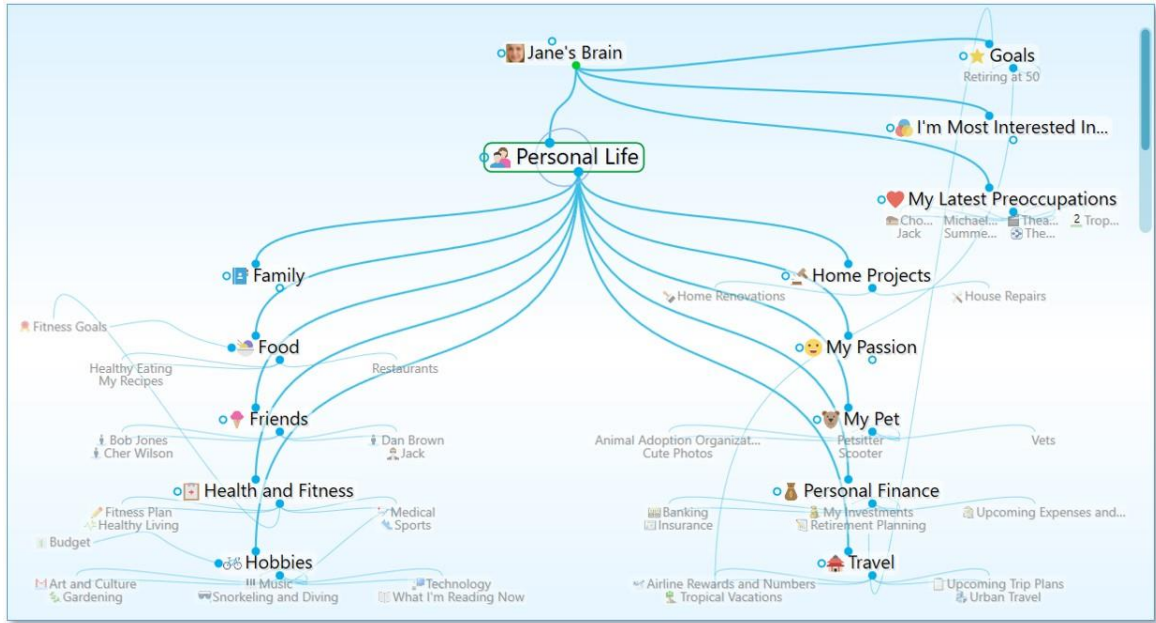 Jane's Brain
Goals
Retiring at 50
I'm Most Interested In...
Personal Life
My Latest Preoccupations
Cho... Michael... Thea... 2 Trop...
Jack Summe... The...
Family
Home Projects
Home Renovations House Repairs
Fitness Goals
Food
My Passion
Healthy Eating Restaurants
My Recipes
Friends
My Pet
Bob Jones Dan Brown
Cher Wilson Jack
Animal Adoption Organizat... Petsitter Vets
Cute Photos Scooter
Health and Fitness
Personal Finance
Fitness Plan Medical
Healthy Living Sports
Banking My Investments Upcoming Expenses and...
Insurance Retirement Planning
Budget
Hobbies
Travel
Art and Culture Music Technology
Gardening Snorkeling and Diving What I'm Reading Now
Airline Rewards and Numbers Upcoming Trip Plans
Tropical Vacations Urban Travel